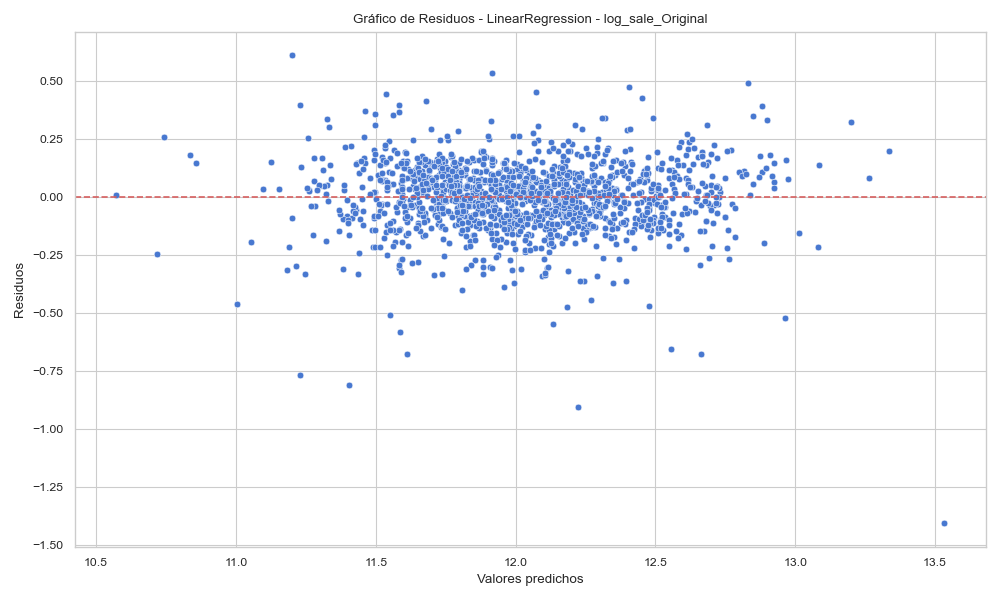 Gráfico de Residuos - LinearRegression - log_sale_Original
Residuos
0.50
0.25
0.00
−0.25
−0.50
−0.75
−1.00
−1.25
−1.50
10.5 11.0 11.5 12.0 12.5 13.0 13.5
Valores predichos